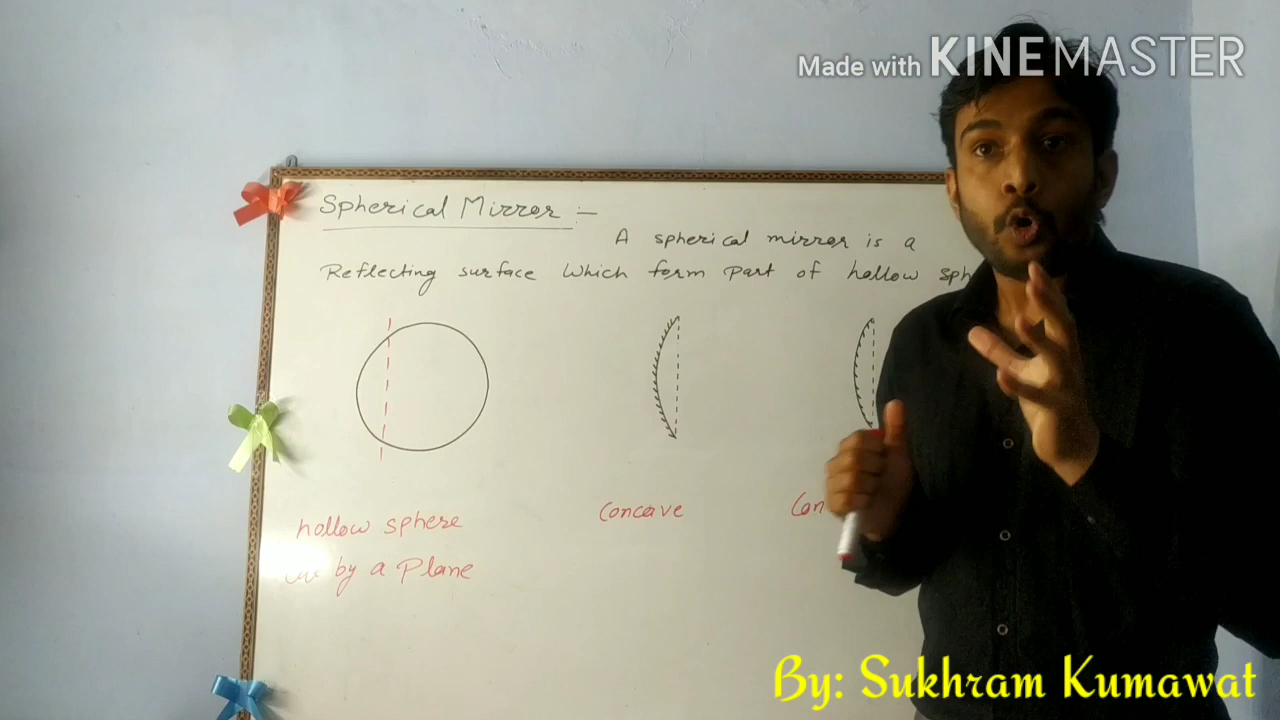 Made with KINEMASTER
Spherical Mirror :-
A spherical mirror is a
Reflecting surface which form part of hollow sph
Concave
Con
hollow sphere
by a Plane
By: Sukhram Kumawat